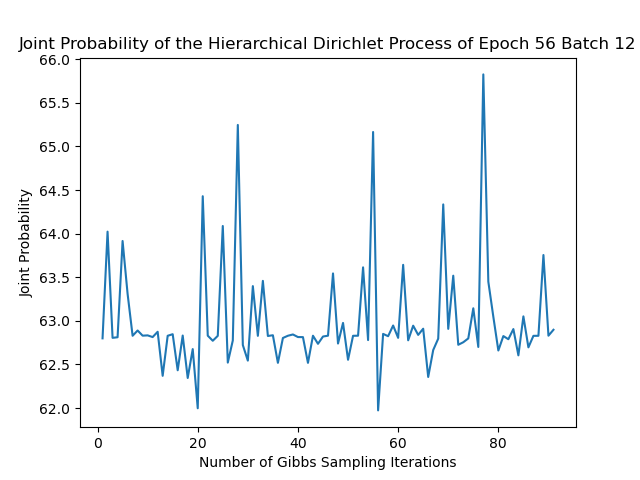 Joint Probability of the Hierarchical Dirichlet Process of Epoch 56 Batch 12
66.0
65.5
65.0
64.5
64.0
63.5
63.0
62.5
62.0
Joint Probability
0 20 40 60 80
Number of Gibbs Sampling Iterations